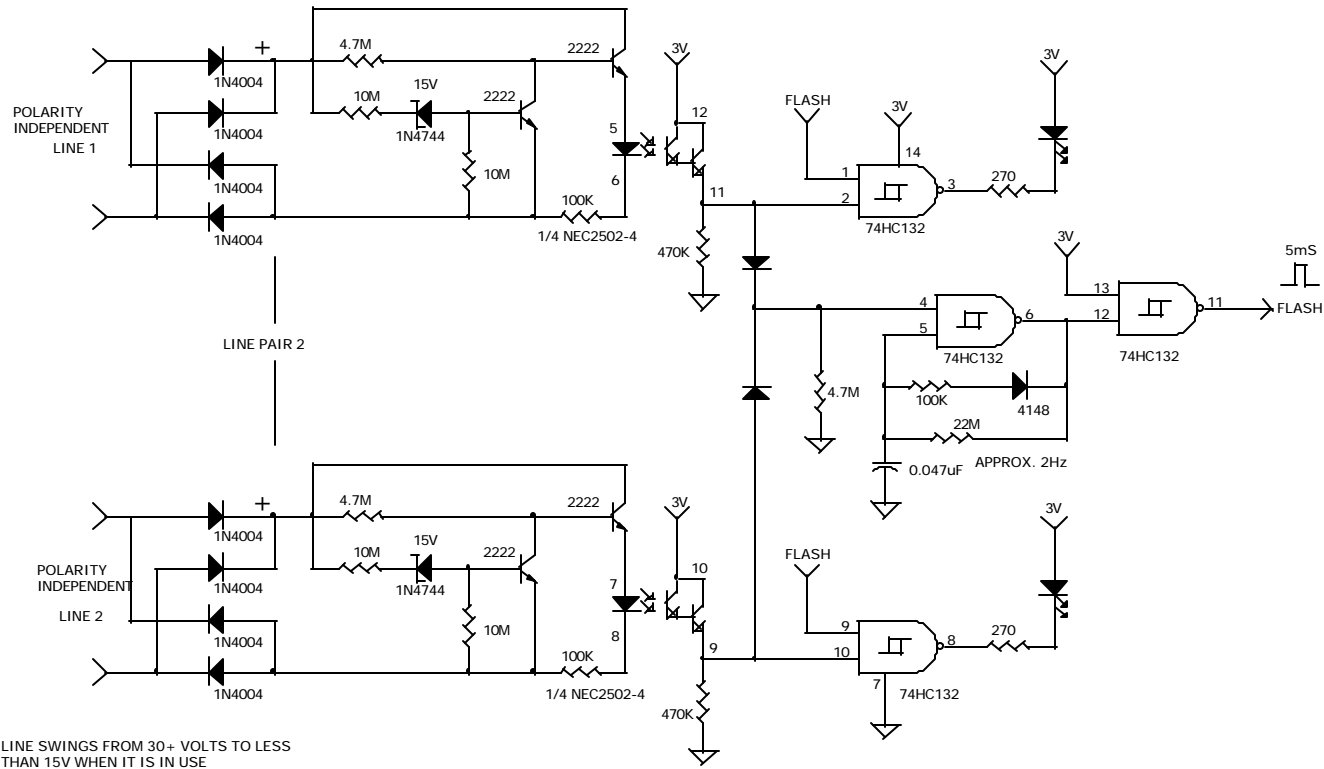 4.7M
2222
3V
3V
+
1N4004
15V
10M
2222
FLASH
3V
POLARITY
INDEPENDENT
LINE 1
1N4004
1N4744
5
12
14
1N4004
10M
6
1
3
270
11
2
100K
74HC132
1N4004
1/4 NEC2502-4
470K
3V
5mS
13
11
FLASH
4
6
12
5
LINE PAIR 2
74HC132
74HC132
4.7M
100K
4148
22M
0.047uF
APPROX. 2Hz
+
4.7M
2222
3V
3V
1N4004
15V
10M
2222
FLASH
POLARITY
INDEPENDENT
LINE 2
1N4004
1N4744
7
10
1N4004
10M
8
9
8
270
9
10
100K
7
74HC132
1N4004
1/4 NEC2502-4
470K
LINE SWINGS FROM 30+ VOLTS TO LESS
THAN 15V WHEN IT IS IN USE